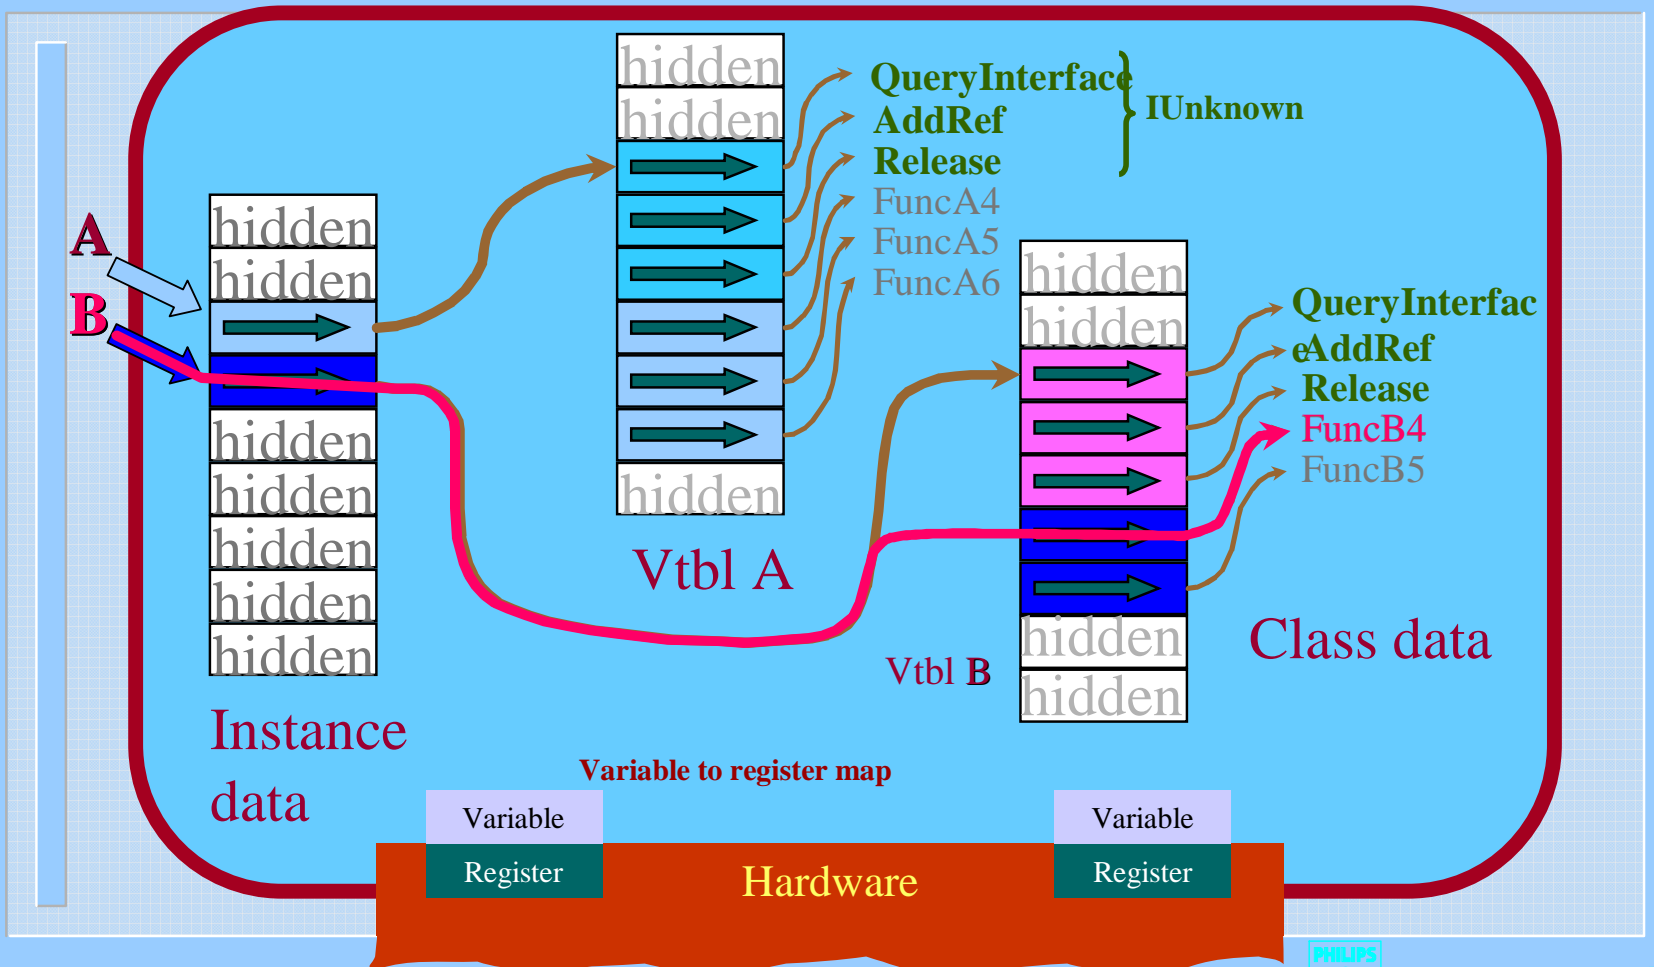 A
B
hidden
hidden
hidden
hidden
hidden
hidden
hidden
Instance
data
hidden
hidden
hidden
Vtbl A
QueryInterface
AddRef
Release
FuncA4
FuncA5
FuncA6
IUnknown
hidden
hidden
hidden
hidden
Vtbl B
QueryInterfac
e
AddRef
Release
FuncB4
FuncB5
Class data
Variable to register map
Variable
Register
Hardware
Variable
Register
PHILIPS